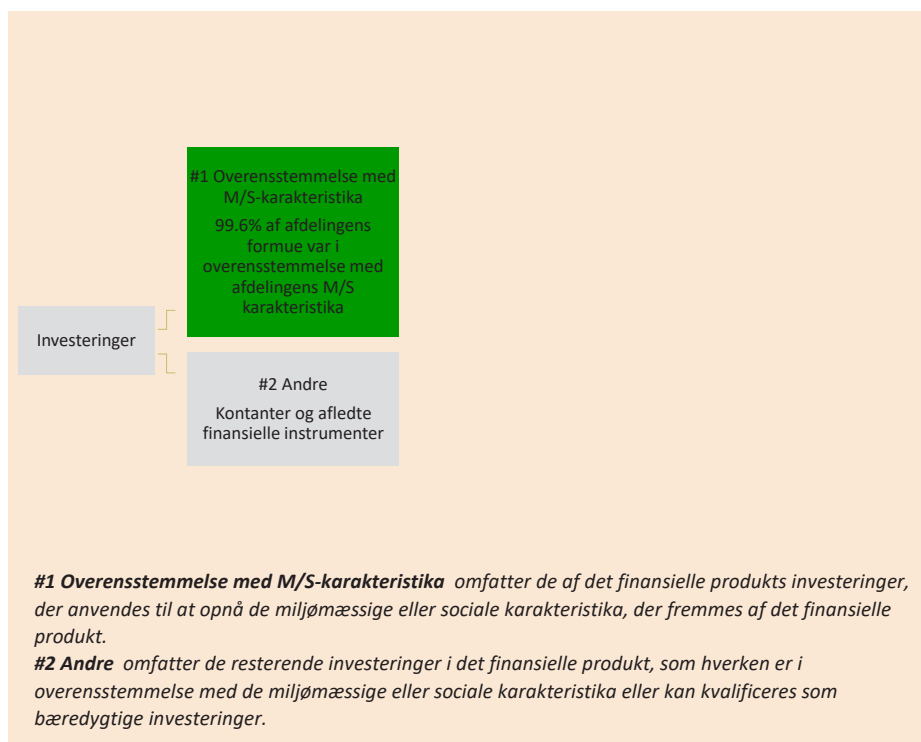 #1 Overensstemmelse med
M/S-karakteristika
99.6% af afdelingens
formue var i
overensstemmelse med
afdelingens M/S
karakteristika
Investeringer
#2 Andre
Kontanter og afledte
finansielle instrumenter
#1 Overensstemmelse med M/S-karakteristika omfatter de af det finansielle produkts investeringer,
der anvendes til at opnå de miljømæssige eller sociale karakteristika, der fremmes af det finansielle
produkt.
#2 Andre omfatter de resterende investeringer i det finansielle produkt, som hverken er i
overensstemmelse med de miljømæssige eller sociale karakteristika eller kan kvalificeres som
bæredygtige investeringer.